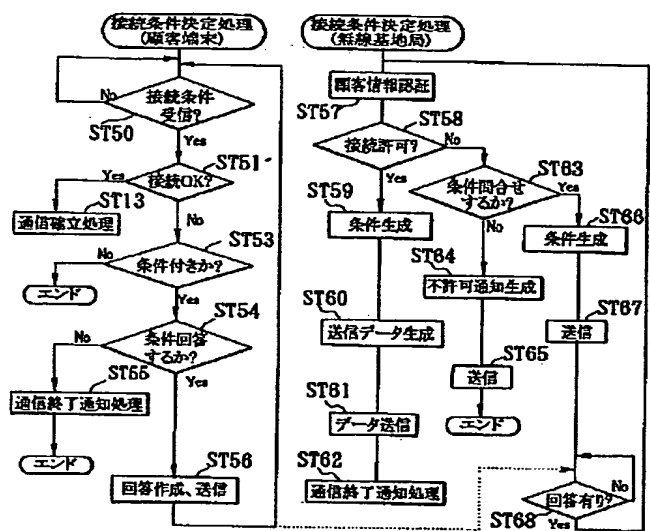 接続条件決定処理
(顧客端末)
No
接続条件
受信?
ST50
Yes
ST51
接続OK?
Yes
ST13
通信確立処理
No
ST53
条件付きか?
No
エンド
Yes
ST54
条件回答
するか?
No
ST55
Yes
通信終了通知処理
エンド
ST56
回答作成、送信
接続条件決定処理
(無線基地局)
顧客情報認証
ST57
ST58
接続許可?
No
Yes
ST59
条件生成
ST60
送信データ生成
ST61
データ送信
ST62
通信終了通知処理
ST63
条件問合せ
するか?
Yes
No
ST64
不許可通知生成
ST65
送信
エンド
ST66
条件生成
ST67
送信
回答有り?
No
ST68
Yes